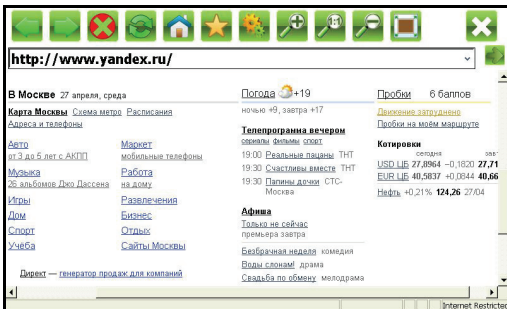 1:1
http://www.yandex.ru/
В Москве 27 апреля, среда
Карта Москвы Схема метро Расписания
Адреса и телефоны
Авто
от 3 до 5 лет с АКПП
Музыка
26 альбомов Джо Дассена
Игры
Дом
Спорт
Учёба
Маркет
мобильные телефоны
Работа
на дому
Развлечения
Бизнес
Отдых
Сайты Москвы
Директ — генератор продаж для компаний
Погода +19
ночью +9, завтра +17
Телепрограмма вечером
сериалы фильмы спорт
19:00 Реальные пацаны ТНТ
19:30 Счастливы вместе ТНТ
19:30 Папины дочки СТС-
Москва
Афиша
Только не сейчас
премьера завтра
Безбрачная неделя комедия
Воды слонам! драма
Свадьба по обмену мелодрама
Пробки 6 баллов
Движение затруднено
Пробки на моём маршруте
Котировки
сегодня завт
USD ЦБ 27,8964 −0,1820 27,71
EUR ЦБ 40,5837 +0,0844 40,66
Нефть +0,21% 124,26 27/04
Internet Restricted